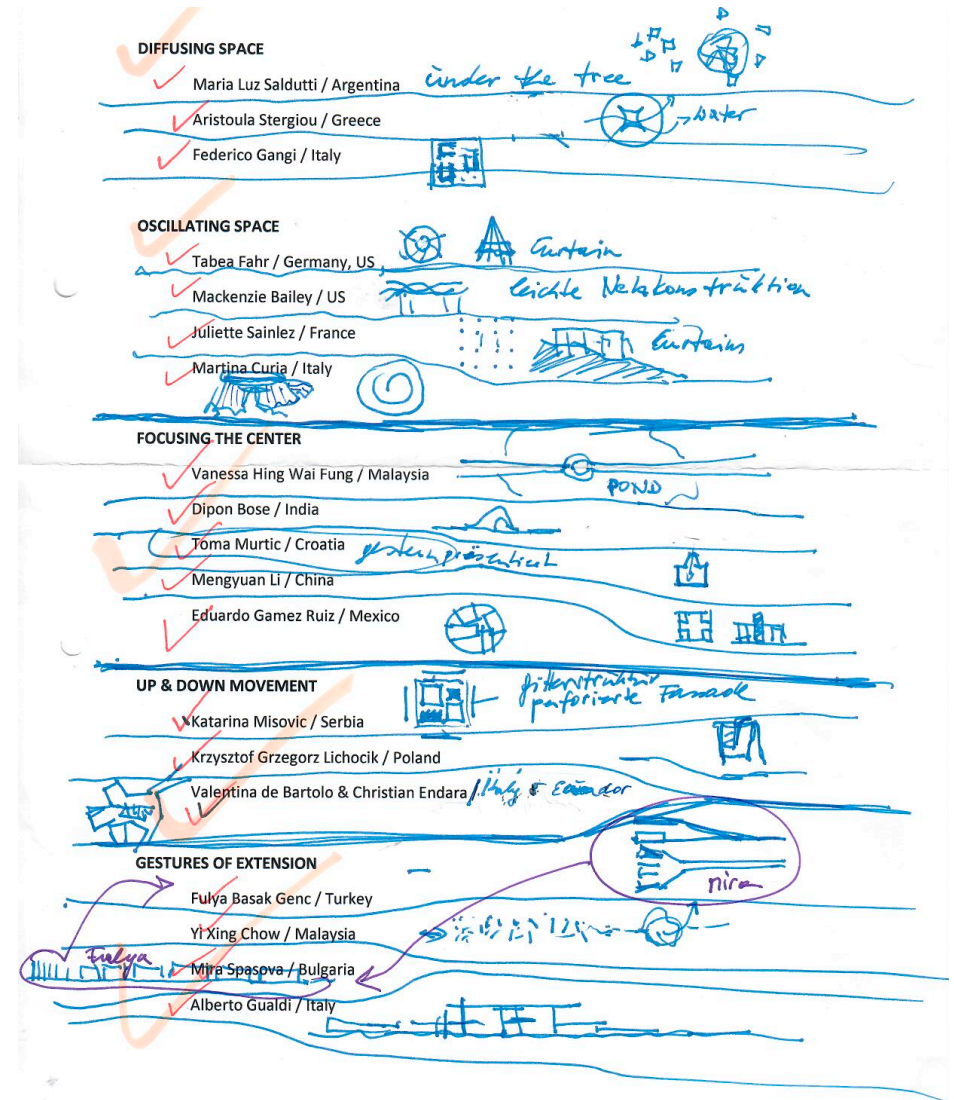 DIFFUSING SPACE
Maria Luz Saldutti / Argentina under the tree
Aristoula Stergiou / Greece water
Federico Gangi / Italy
OSCILLATING SPACE
Tabea Fahr / Germany, US Curtain
Mackenzie Bailey / US leichte Netzkonstruktion
Juliette Sainlez / France Curtains
Martina Curia / Italy
FOCUSING THE CENTER
Vanessa Hing Wai Fung / Malaysia
POND
Dipon Bose / India
Toma Murtic / Croatia gestern präsentiert
Mengyuan Li / China
Eduardo Gamez Ruiz / Mexico
UP & DOWN MOVEMENT
Gitterstruktur
perforierte Fassade
Katarina Misovic / Serbia
Krzysztof Grzegorz Lichocik / Poland
Valentina de Bartolo & Christian Endara / Italy & Ecuador
GESTURES OF EXTENSION
mira
Fulya Basak Genc / Turkey
Yi Xing Chow / Malaysia
Fulya
Mira Spasova / Bulgaria
Alberto Gualdi / Italy